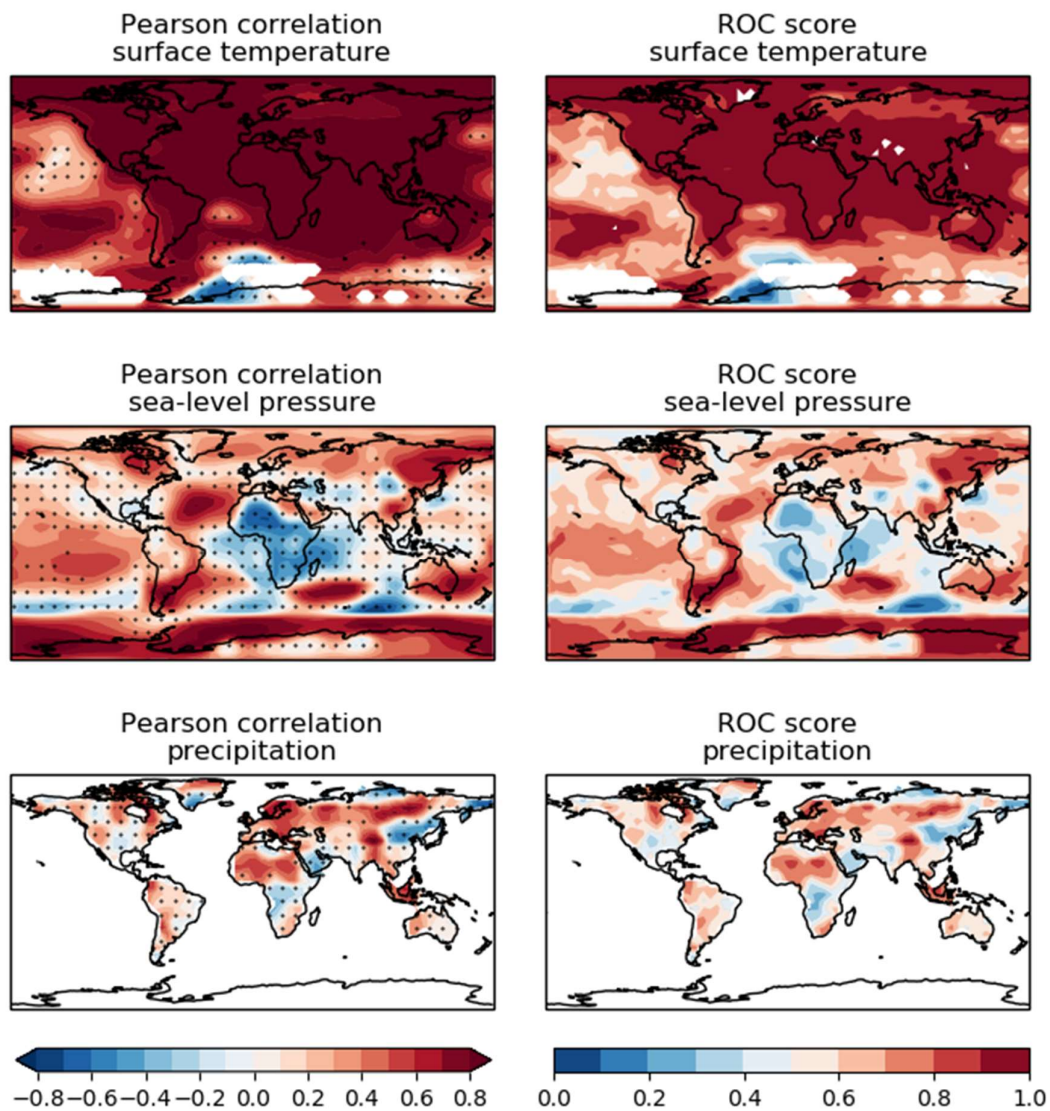 Pearson correlation
surface temperature
ROC score
surface temperature
Pearson correlation
sea-level pressure
ROC score
sea-level pressure
Pearson correlation
precipitation
ROC score
precipitation
−0.8 −0.6 −0.4 −0.2 0.0 0.2 0.4 0.6 0.8
0.0 0.2 0.4 0.6 0.8 1.0